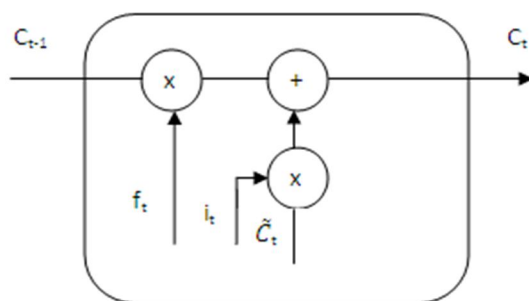 C_{t-1} C_t
x +
x
f_t i_t C̃_t